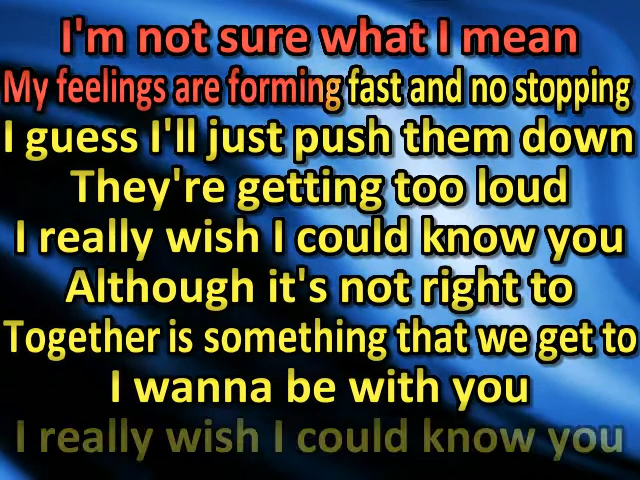 I'm not sure what I mean
My feelings are forming fast and no stopping
I guess I'll just push them down
They're getting too loud
I really wish I could know you
Although it's not right to
Together is something that we get to
I wanna be with you
I really wish I could know you